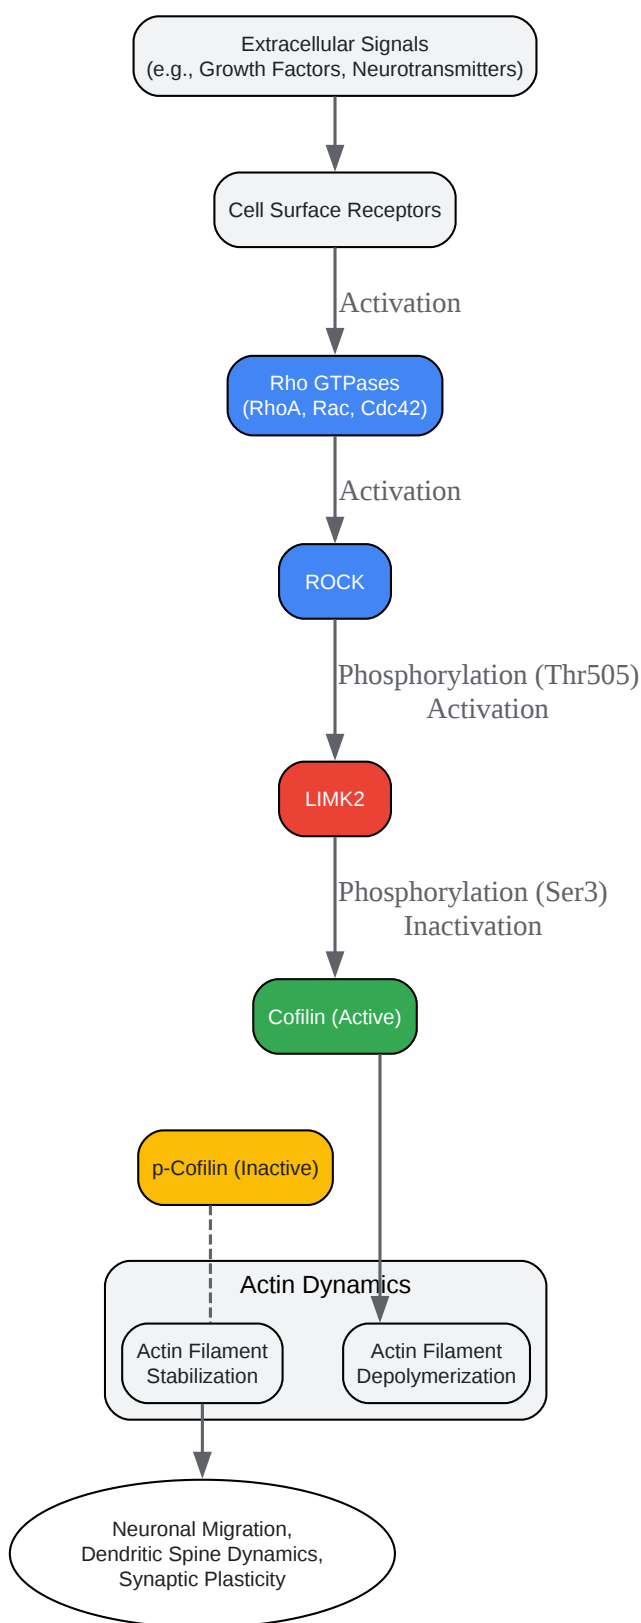 Extracellular Signals
(e.g., Growth Factors, Neurotransmitters)
Cell Surface Receptors
Activation
Rho GTPases
(RhoA, Rac, Cdc42)
Activation
ROCK
Phosphorylation (Thr505)
Activation
LIMK2
Phosphorylation (Ser3)
Inactivation
Cofilin (Active)
p-Cofilin (Inactive)
Actin Dynamics
Actin Filament
Stabilization
Actin Filament
Depolymerization
Neuronal Migration,
Dendritic Spine Dynamics,
Synaptic Plasticity